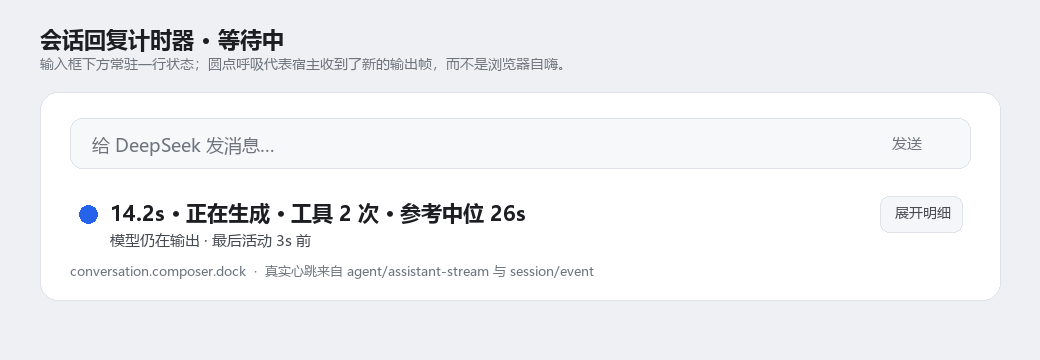 会话回复计时器 • 等待中
输入框下方常驻一行状态；圆点呼吸代表宿主收到了新的输出帧，而不是浏览器自嗨。
给 DeepSeek 发消息...
发送
14.2s • 正在生成 • 工具 2 次 • 参考中位 26s
展开明细
模型仍在输出 · 最后活动 3s 前
conversation.composer.dock · 真实心跳来自 agent/assistant-stream 与 session/event